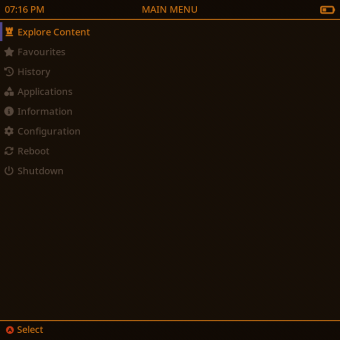 07:16 PM MAIN MENU
Explore Content
Favourites
History
Applications
Information
Configuration
Reboot
Shutdown
A Select